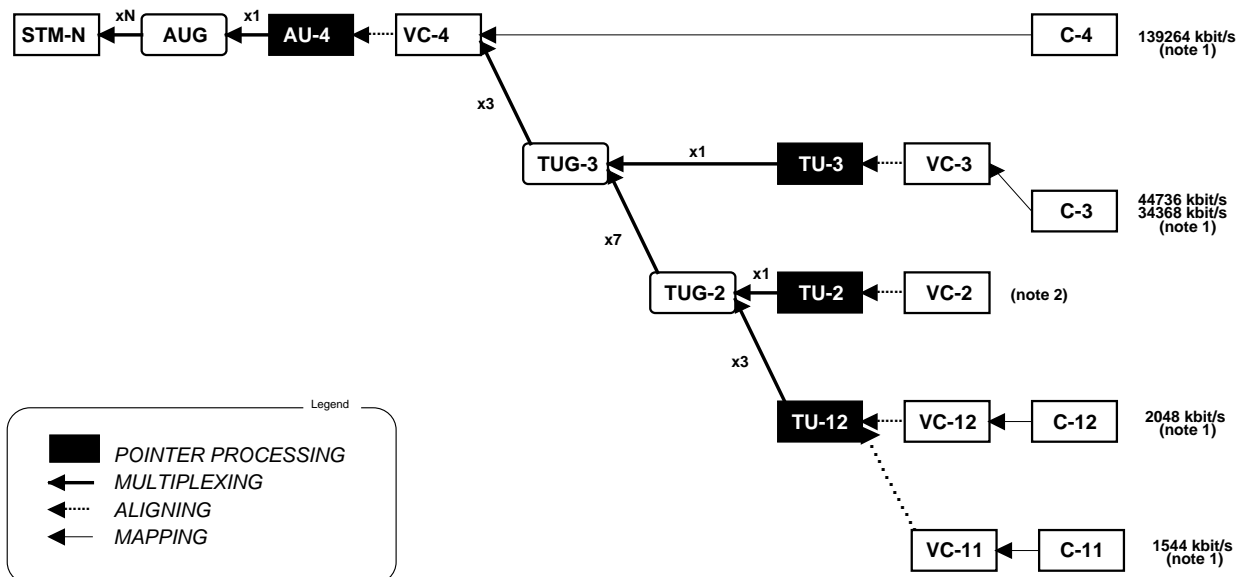 xN
x1
STM-N
AUG
AU-4
VC-4
C-4
139264 kbit/s
(note 1)
x3
x1
TUG-3
TU-3
VC-3
C-3
44736 kbit/s
34368 kbit/s
(note 1)
x7
x1
TUG-2
TU-2
VC-2
(note 2)
x3
TU-12
VC-12
C-12
2048 kbit/s
(note 1)
VC-11
C-11
1544 kbit/s
(note 1)
Legend
POINTER PROCESSING
MULTIPLEXING
ALIGNING
MAPPING